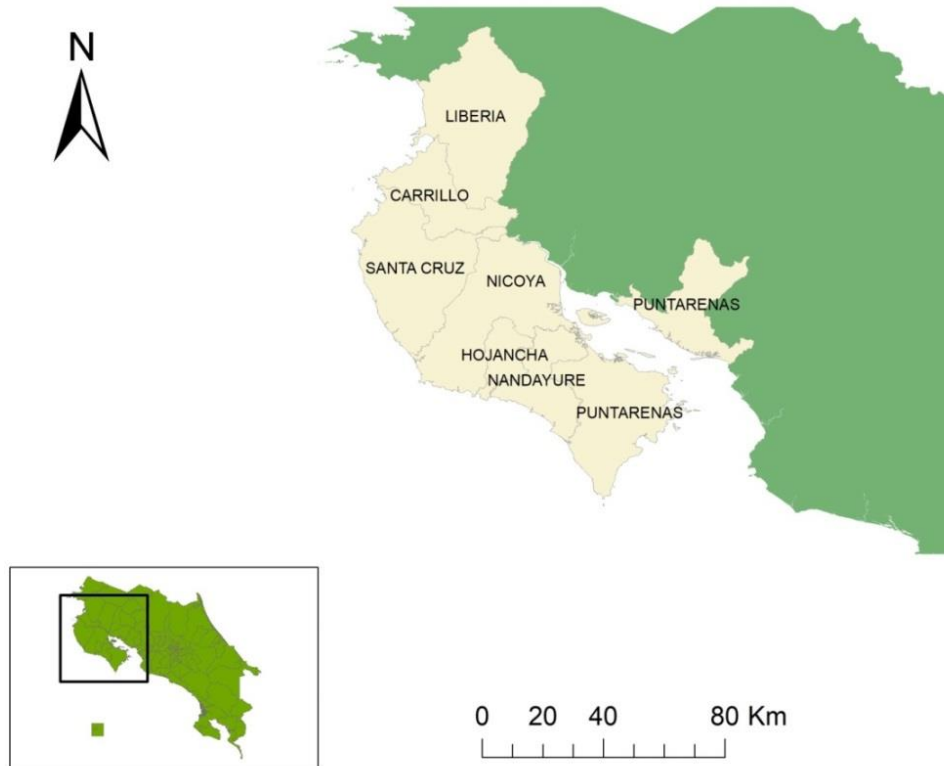 N
LIBERIA
CARRILLO
SANTA CRUZ
NICOYA
PUNTARENAS
HOJANCHA
NANDAYURE
PUNTARENAS
0 20 40 80 Km